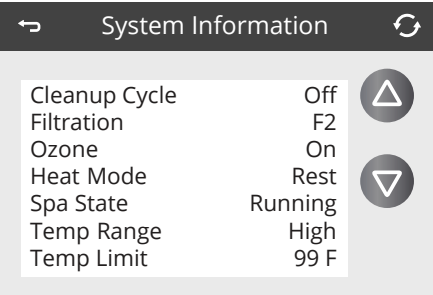 System Information
Cleanup Cycle Off
Filtration F2
Ozone On
Heat Mode Rest
Spa State Running
Temp Range High
Temp Limit 99 F